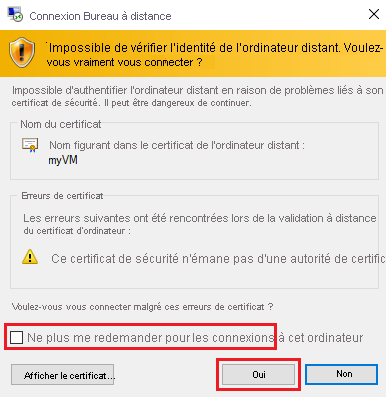 Connexion Bureau à distance
Impossible de vérifier l'identité de l'ordinateur distant. Voulez-
vous vraiment vous connecter ?
Impossible d'authentifier l'ordinateur distant en raison de problèmes liés à son
certificat de sécurité. Il peut être dangereux de continuer.
Nom du certificat
Nom figurant dans le certificat de l'ordinateur distant :
myVM
Erreurs de certificat
Les erreurs suivantes ont été rencontrées lors de la validation à distance
du certificat d'ordinateur :
Ce certificat de sécurité n'émane pas d'une autorité de certific
Voulez-vous vous connecter malgré ces erreurs de certificat ?
Ne plus me redemander pour les connexions à cet ordinateur
Afficher le certificat...
Oui
Non